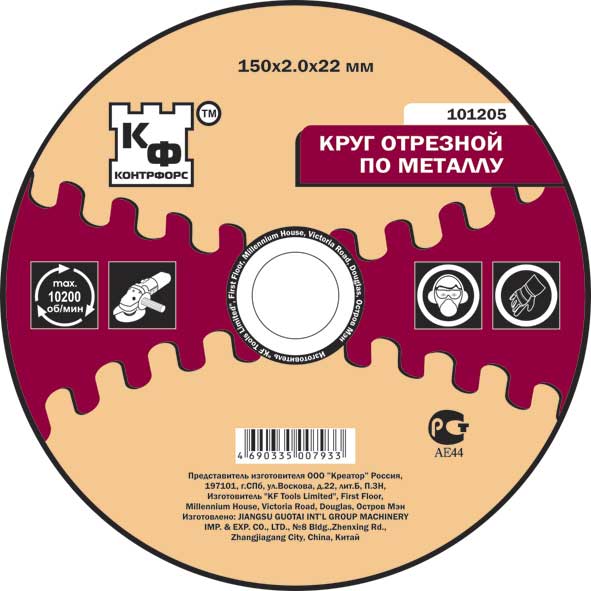 150x2.0x22 мм
TM
КФ
КОНТРФОРС
101205
КРУГ ОТРЕЗНОЙ
ПО МЕТАЛЛУ
Изготовитель "KF Tools Limited", First Floor, Millennium House, Victoria Road, Douglas, Остров Мэн
max.
10200
об/мин
РСТ
АЕ44
4 690335 007933
Представитель изготовителя ООО "Креатор" Россия,
197101, г.СПб, ул.Воскова, д.22, лит.Б, П.3Н,
Изготовитель "KF Tools Limited", First Floor,
Millennium House, Victoria Road, Douglas, Остров Мэн
Изготовлено: JIANGSU GUOTAI INT'L GROUP MACHINERY
IMP. & EXP. CO., LTD., №8 Bldg.,Zhenxing Rd.,
Zhangjiagang City, China, Китай